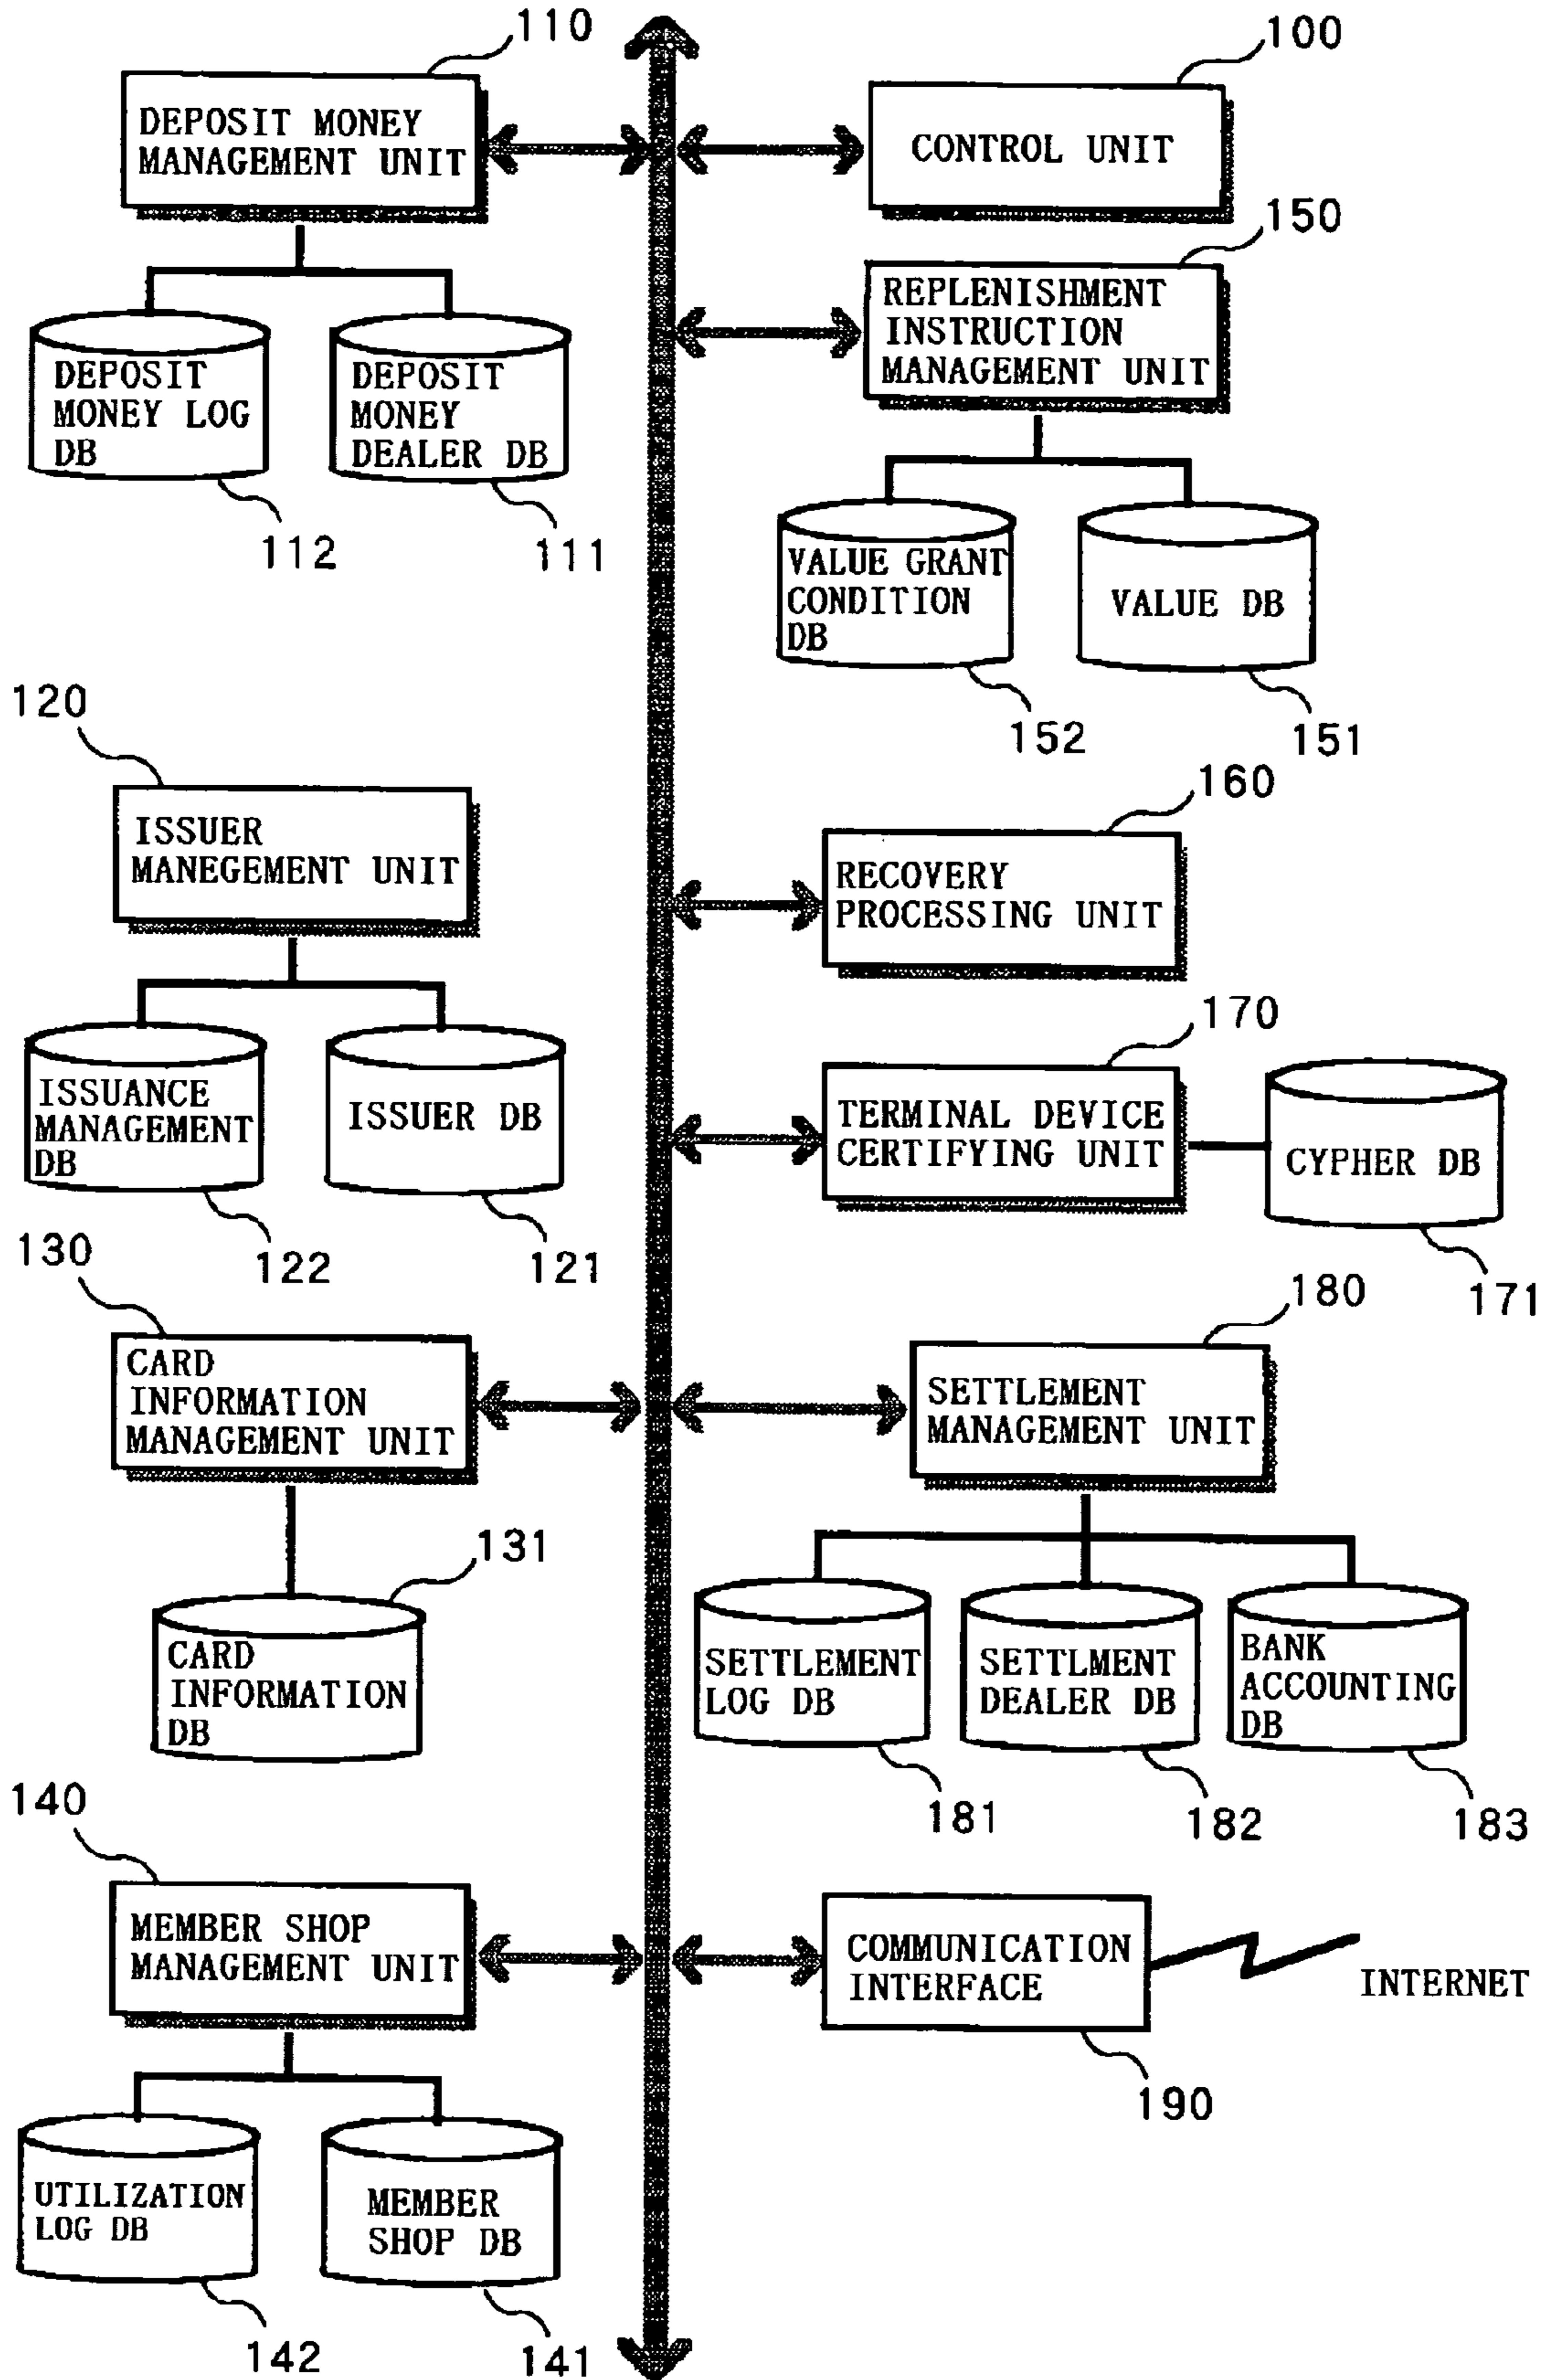 110
DEPOSIT MONEY
MANAGEMENT UNIT
DEPOSIT
MONEY LOG
DB
112
DEPOSIT
MONEY
DEALER DB
111
100
CONTROL UNIT
150
REPLENISHMENT
INSTRUCTION
MANAGEMENT UNIT
VALUE GRANT
CONDITION
DB
152
VALUE DB
151
120
ISSUER
MANEGEMENT UNIT
ISSUANCE
MANAGEMENT
DB
122
ISSUER DB
121
160
RECOVERY
PROCESSING UNIT
170
TERMINAL DEVICE
CERTIFYING UNIT
CYPHER DB
171
130
CARD
INFORMATION
MANAGEMENT UNIT
131
CARD
INFORMATION
DB
180
SETTLEMENT
MANAGEMENT UNIT
SETTLEMENT
LOG DB
181
SETTLMENT
DEALER DB
182
BANK
ACCOUNTING
DB
183
140
MEMBER SHOP
MANAGEMENT UNIT
UTILIZATION
LOG DB
142
MEMBER
SHOP DB
141
COMMUNICATION
INTERFACE
190
INTERNET